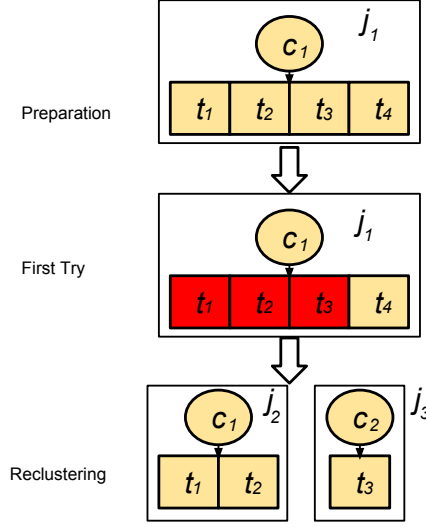 j₁
c₁
Preparation
t₁ t₂ t₃ t₄
j₁
c₁
First Try
t₁ t₂ t₃ t₄
c₁ j₂ c₂ j₃
Reclustering
t₁ t₂ t₃